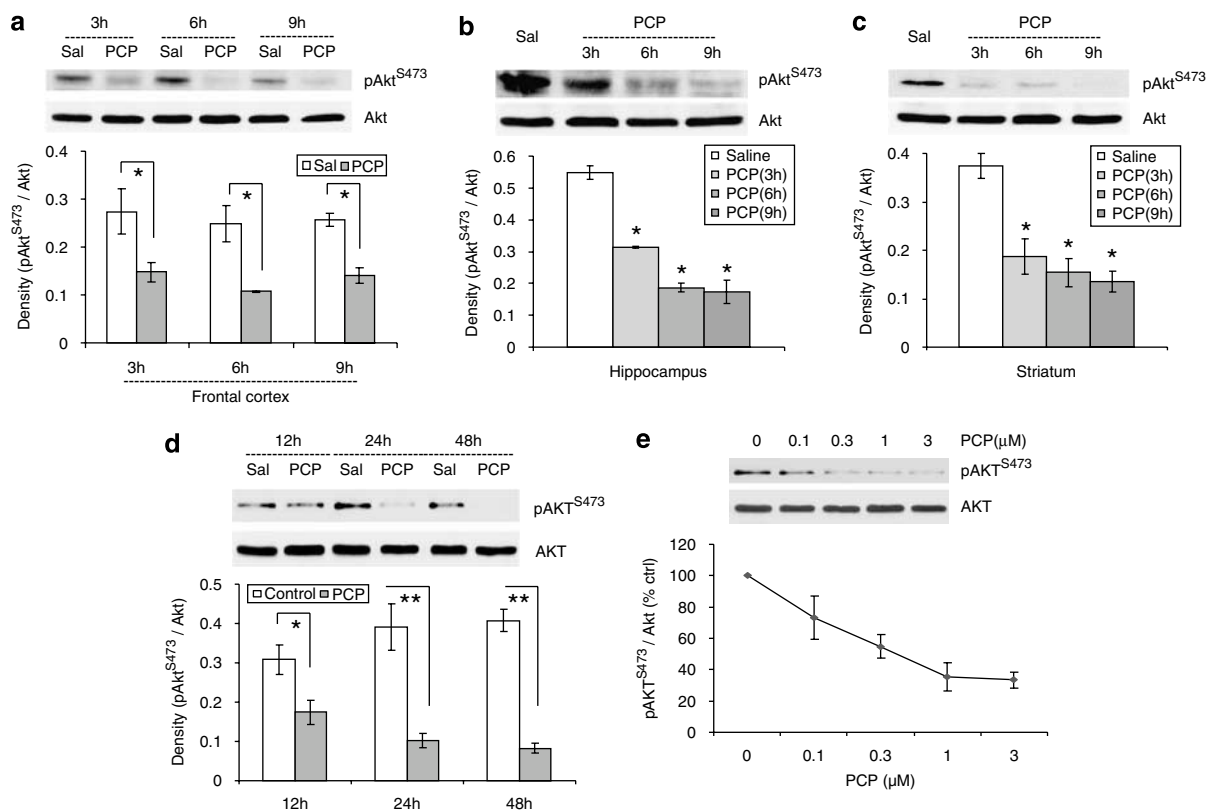 a
3h 6h 9h
Sal PCP Sal PCP Sal PCP
pAkt^S473
Akt
Density (pAkt^S473 / Akt)
0.4
0.3
0.2
0.1
0
Sal PCP
* * *
3h 6h 9h
Frontal cortex
b
PCP
Sal 3h 6h 9h
pAkt^S473
Akt
Density (pAkt^S473 / Akt)
0.6
0.5
0.4
0.3
0.2
0.1
0
Saline
PCP(3h)
PCP(6h)
PCP(9h)
* * *
Hippocampus
c
PCP
Sal 3h 6h 9h
pAkt^S473
Akt
Density (pAkt^S473 / Akt)
0.4
0.3
0.2
0.1
0
Saline
PCP(3h)
PCP(6h)
PCP(9h)
* * *
Striatum
d
12h 24h 48h
Sal PCP Sal PCP Sal PCP
pAKT^S473
AKT
Density (pAkt^S473 / Akt)
0.5
0.4
0.3
0.2
0.1
0
Control PCP
* ** **
12h 24h 48h
e
0 0.1 0.3 1 3 PCP(μM)
pAKT^S473
AKT
pAKT^S473 / Akt (% ctrl)
120
100
80
60
40
20
0
0 0.1 0.3 1 3
PCP (μM)